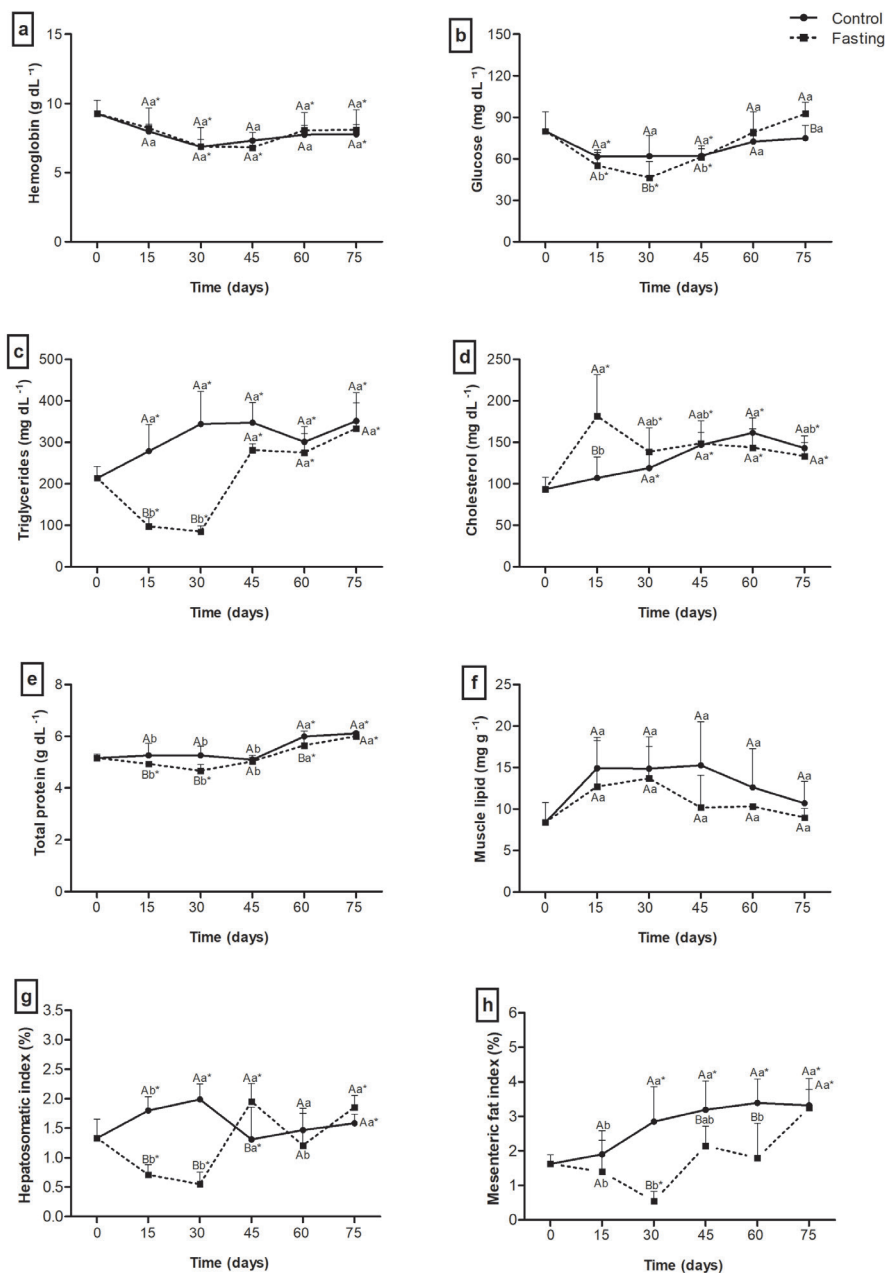 a
Hemoglobin (g dL ⁻¹)
15
10
5
0
Aa*
Aa*
Aa
Aa*
Aa*
Aa
Aa*
Aa*
Aa
Aa*
0 15 30 45 60 75
Time (days)
b
Control
Fasting
Glucose (mg dL ⁻¹)
150
120
90
60
30
0
Aa*
Aa
Aa*
Aa
Aa
Ba
Ab*
Bb*
Ab*
Aa
0 15 30 45 60 75
Time (days)
c
Triglycerides (mg dL ⁻¹)
500
400
300
200
100
0
Aa*
Aa*
Aa*
Aa*
Aa*
Bb*
Bb*
Aa*
Aa*
Aa*
0 15 30 45 60 75
Time (days)
d
Cholesterol (mg dL ⁻¹)
250
200
150
100
50
0
Aa*
Aab*
Aab*
Aa*
Aab*
Bb
Aa*
Aa*
Aa*
Aa*
0 15 30 45 60 75
Time (days)
e
Total protein (g dL ⁻¹)
8
6
4
2
0
Ab
Ab
Ab
Aa*
Aa*
Bb*
Bb*
Ab
Ba*
Aa*
0 15 30 45 60 75
Time (days)
f
Muscle lipid (mg g ⁻¹)
25
20
15
10
5
0
Aa
Aa
Aa
Aa
Aa
Aa
Aa
Aa
Aa
Aa
0 15 30 45 60 75
Time (days)
g
Hepatosomatic index (%)
3.5
3.0
2.5
2.0
1.5
1.0
0.5
0.0
Ab*
Aa*
Aa*
Aa
Aa*
Bb*
Bb*
Ba*
Ab
Aa*
0 15 30 45 60 75
Time (days)
h
Mesenteric fat index (%)
6
5
4
3
2
1
0
Ab
Aa*
Aa*
Aa*
Aa*
Aa*
Ab
Bb*
Bab
Bb
0 15 30 45 60 75
Time (days)